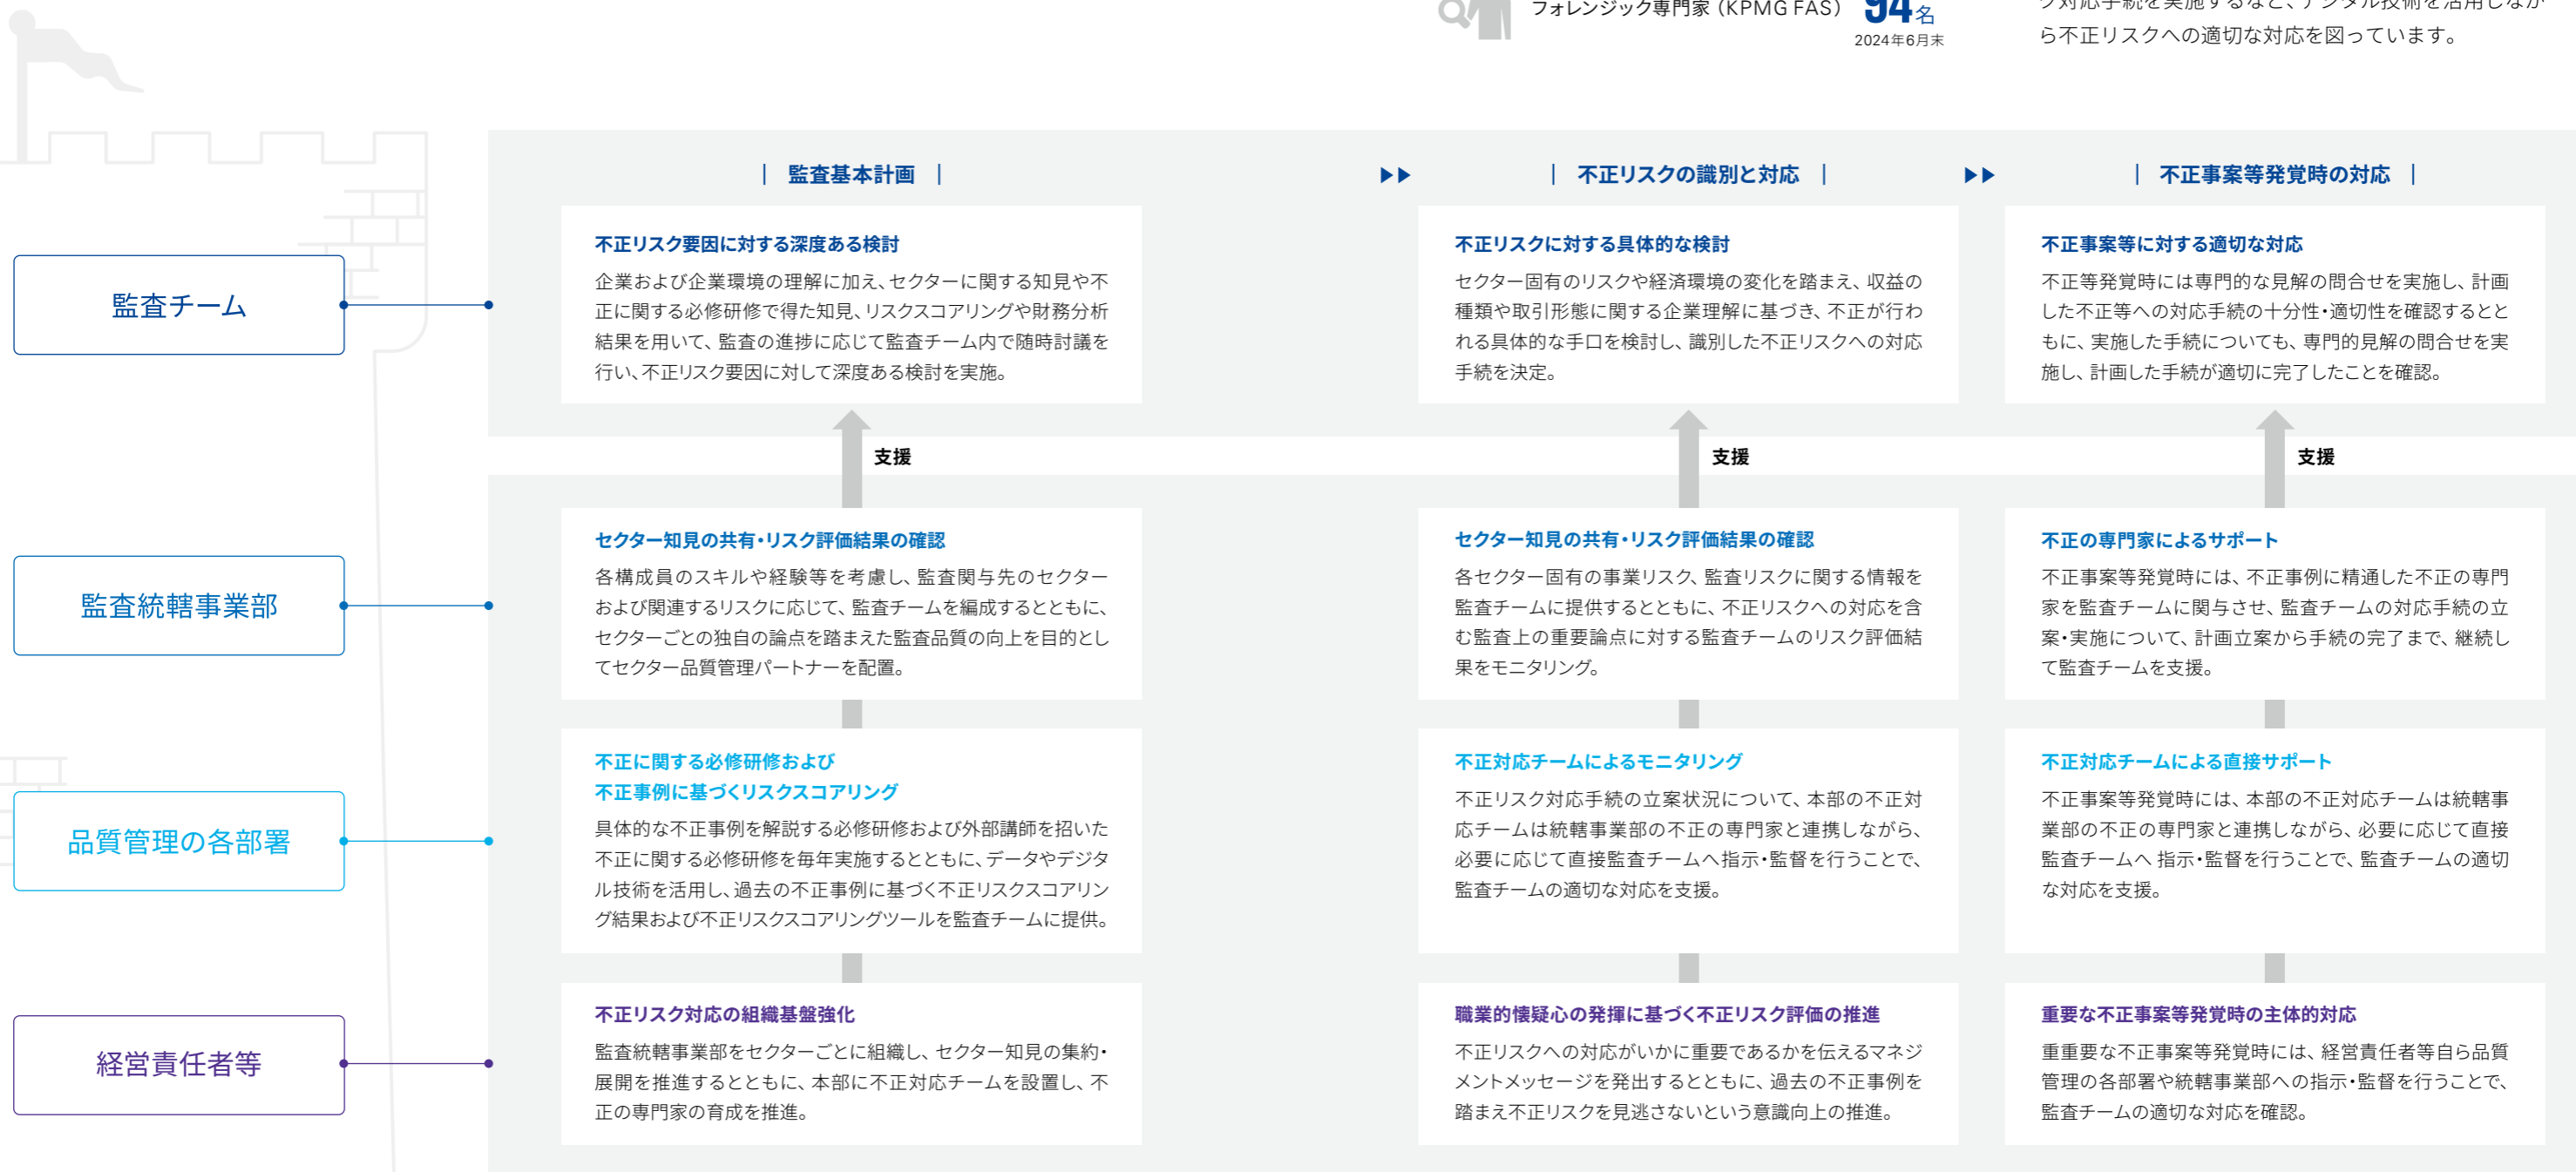 フォレンジック専門家（KPMG FAS） 94名
2024年6月末
ク対応手続を実施するなど、デジタル技術を活用しなが
ら不正リスクへの適切な対応を図っています。
監査基本計画
不正リスクの識別と対応
不正事案等発覚時の対応
監査チーム
不正リスク要因に対する深度ある検討
企業および企業環境の理解に加え、セクターに関する知見や不
正に関する必修研修で得た知見、リスクスコアリングや財務分析
結果を用いて、監査の進捗に応じて監査チーム内で随時討議を
行い、不正リスク要因に対して深度ある検討を実施。
不正リスクに対する具体的な検討
セクター固有のリスクや経済環境の変化を踏まえ、収益の
種類や取引形態に関する企業理解に基づき、不正が行わ
れる具体的な手口を検討し、識別した不正リスクへの対応
手続を決定。
不正事案等に対する適切な対応
不正等発覚時には専門的な見解の問合せを実施し、計画
した不正等への対応手続の十分性・適切性を確認するとと
もに、実施した手続についても、専門的見解の問合せを実
施し、計画した手続が適切に完了したことを確認。
支援
支援
支援
監査統轄事業部
セクター知見の共有・リスク評価結果の確認
各構成員のスキルや経験等を考慮し、監査関与先のセクター
および関連するリスクに応じて、監査チームを編成するとともに、
セクターごとの独自の論点を踏まえた監査品質の向上を目的とし
てセクター品質管理パートナーを配置。
セクター知見の共有・リスク評価結果の確認
各セクター固有の事業リスク、監査リスクに関する情報を
監査チームに提供するとともに、不正リスクへの対応を含
む監査上の重要論点に対する監査チームのリスク評価結
果をモニタリング。
不正の専門家によるサポート
不正事案等発覚時には、不正事例に精通した不正の専門
家を監査チームに関与させ、監査チームの対応手続の立
案・実施について、計画立案から手続の完了まで、継続し
て監査チームを支援。
品質管理の各部署
不正に関する必修研修および
不正事例に基づくリスクスコアリング
具体的な不正事例を解説する必修研修および外部講師を招いた
不正に関する必修研修を毎年実施するとともに、データやデジタ
ル技術を活用し、過去の不正事例に基づく不正リスクスコアリン
グ結果および不正リスクスコアリングツールを監査チームに提供。
不正対応チームによるモニタリング
不正リスク対応手続の立案状況について、本部の不正対
応チームは統轄事業部の不正の専門家と連携しながら、
必要に応じて直接監査チームへ指示・監督を行うことで、
監査チームの適切な対応を支援。
不正対応チームによる直接サポート
不正事案等発覚時には、本部の不正対応チームは統轄事
業部の不正の専門家と連携しながら、必要に応じて直接
監査チームへ 指示・監督を行うことで、監査チームの適切
な対応を支援。
経営責任者等
不正リスク対応の組織基盤強化
監査統轄事業部をセクターごとに組織し、セクター知見の集約・
展開を推進するとともに、本部に不正対応チームを設置し、不
正の専門家の育成を推進。
職業的懐疑心の発揮に基づく不正リスク評価の推進
不正リスクへの対応がいかに重要であるかを伝えるマネジ
メントメッセージを発出するとともに、過去の不正事例を
踏まえ不正リスクを見逃さないという意識向上の推進。
重要な不正事案等発覚時の主体的対応
重重要な不正事案等発覚時には、経営責任者等自ら品質
管理の各部署や統轄事業部への指示・監督を行うことで、
監査チームの適切な対応を確認。